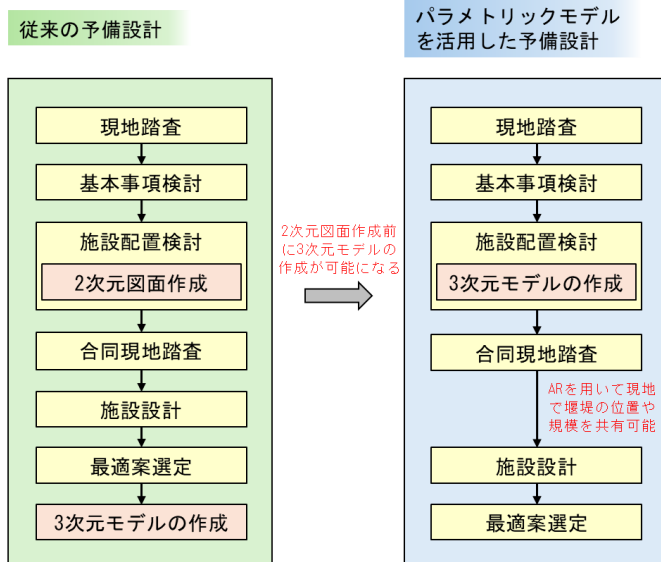 従来の予備設計
現地踏査
基本事項検討
施設配置検討
2次元図面作成
合同現地踏査
施設設計
最適案選定
3次元モデルの作成
2次元図面作成前
に3次元モデルの
作成が可能になる
パラメトリックモデル
を活用した予備設計
現地踏査
基本事項検討
施設配置検討
3次元モデルの作成
合同現地踏査
ARを用いて現地
で堰堤の位置や
規模を共有可能
施設設計
最適案選定